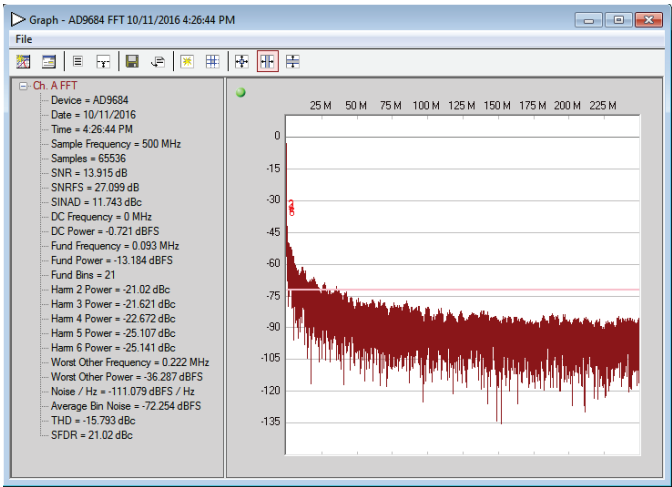 Graph - AD9684 FFT 10/11/2016 4:26:44 PM
File
Ch. A FFT
Device = AD9684
Date = 10/11/2016
Time = 4:26:44 PM
Sample Frequency = 500 MHz
Samples = 65536
SNR = 13.915 dB
SNRFS = 27.099 dB
SINAD = 11.743 dBc
DC Frequency = 0 MHz
DC Power = -0.721 dBFS
Fund Frequency = 0.093 MHz
Fund Power = -13.184 dBFS
Fund Bins = 21
Harm 2 Power = -21.02 dBc
Harm 3 Power = -21.621 dBc
Harm 4 Power = -22.672 dBc
Harm 5 Power = -25.107 dBc
Harm 6 Power = -25.141 dBc
Worst Other Frequency = 0.222 MHz
Worst Other Power = -36.287 dBFS
Noise / Hz = -111.079 dBFS / Hz
Average Bin Noise = -72.254 dBFS
THD = -15.793 dBc
SFDR = 21.02 dBc
25 M 50 M 75 M 100 M 125 M 150 M 175 M 200 M 225 M
0
-15
-30
-45
-60
-75
-90
-105
-120
-135